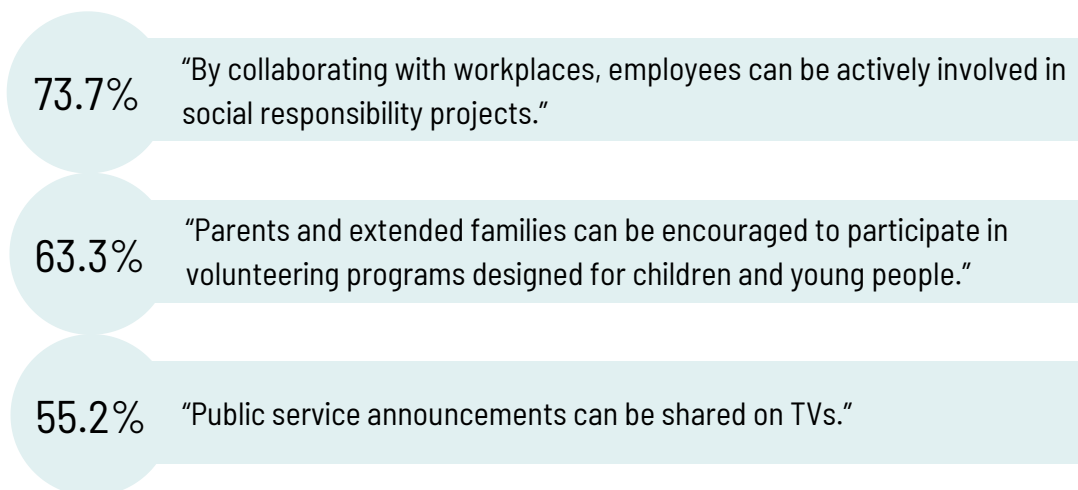 73.7%
“By collaborating with workplaces, employees can be actively involved in
social responsibility projects.”
63.3%
“Parents and extended families can be encouraged to participate in
volunteering programs designed for children and young people.”
55.2%
“Public service announcements can be shared on TVs.”